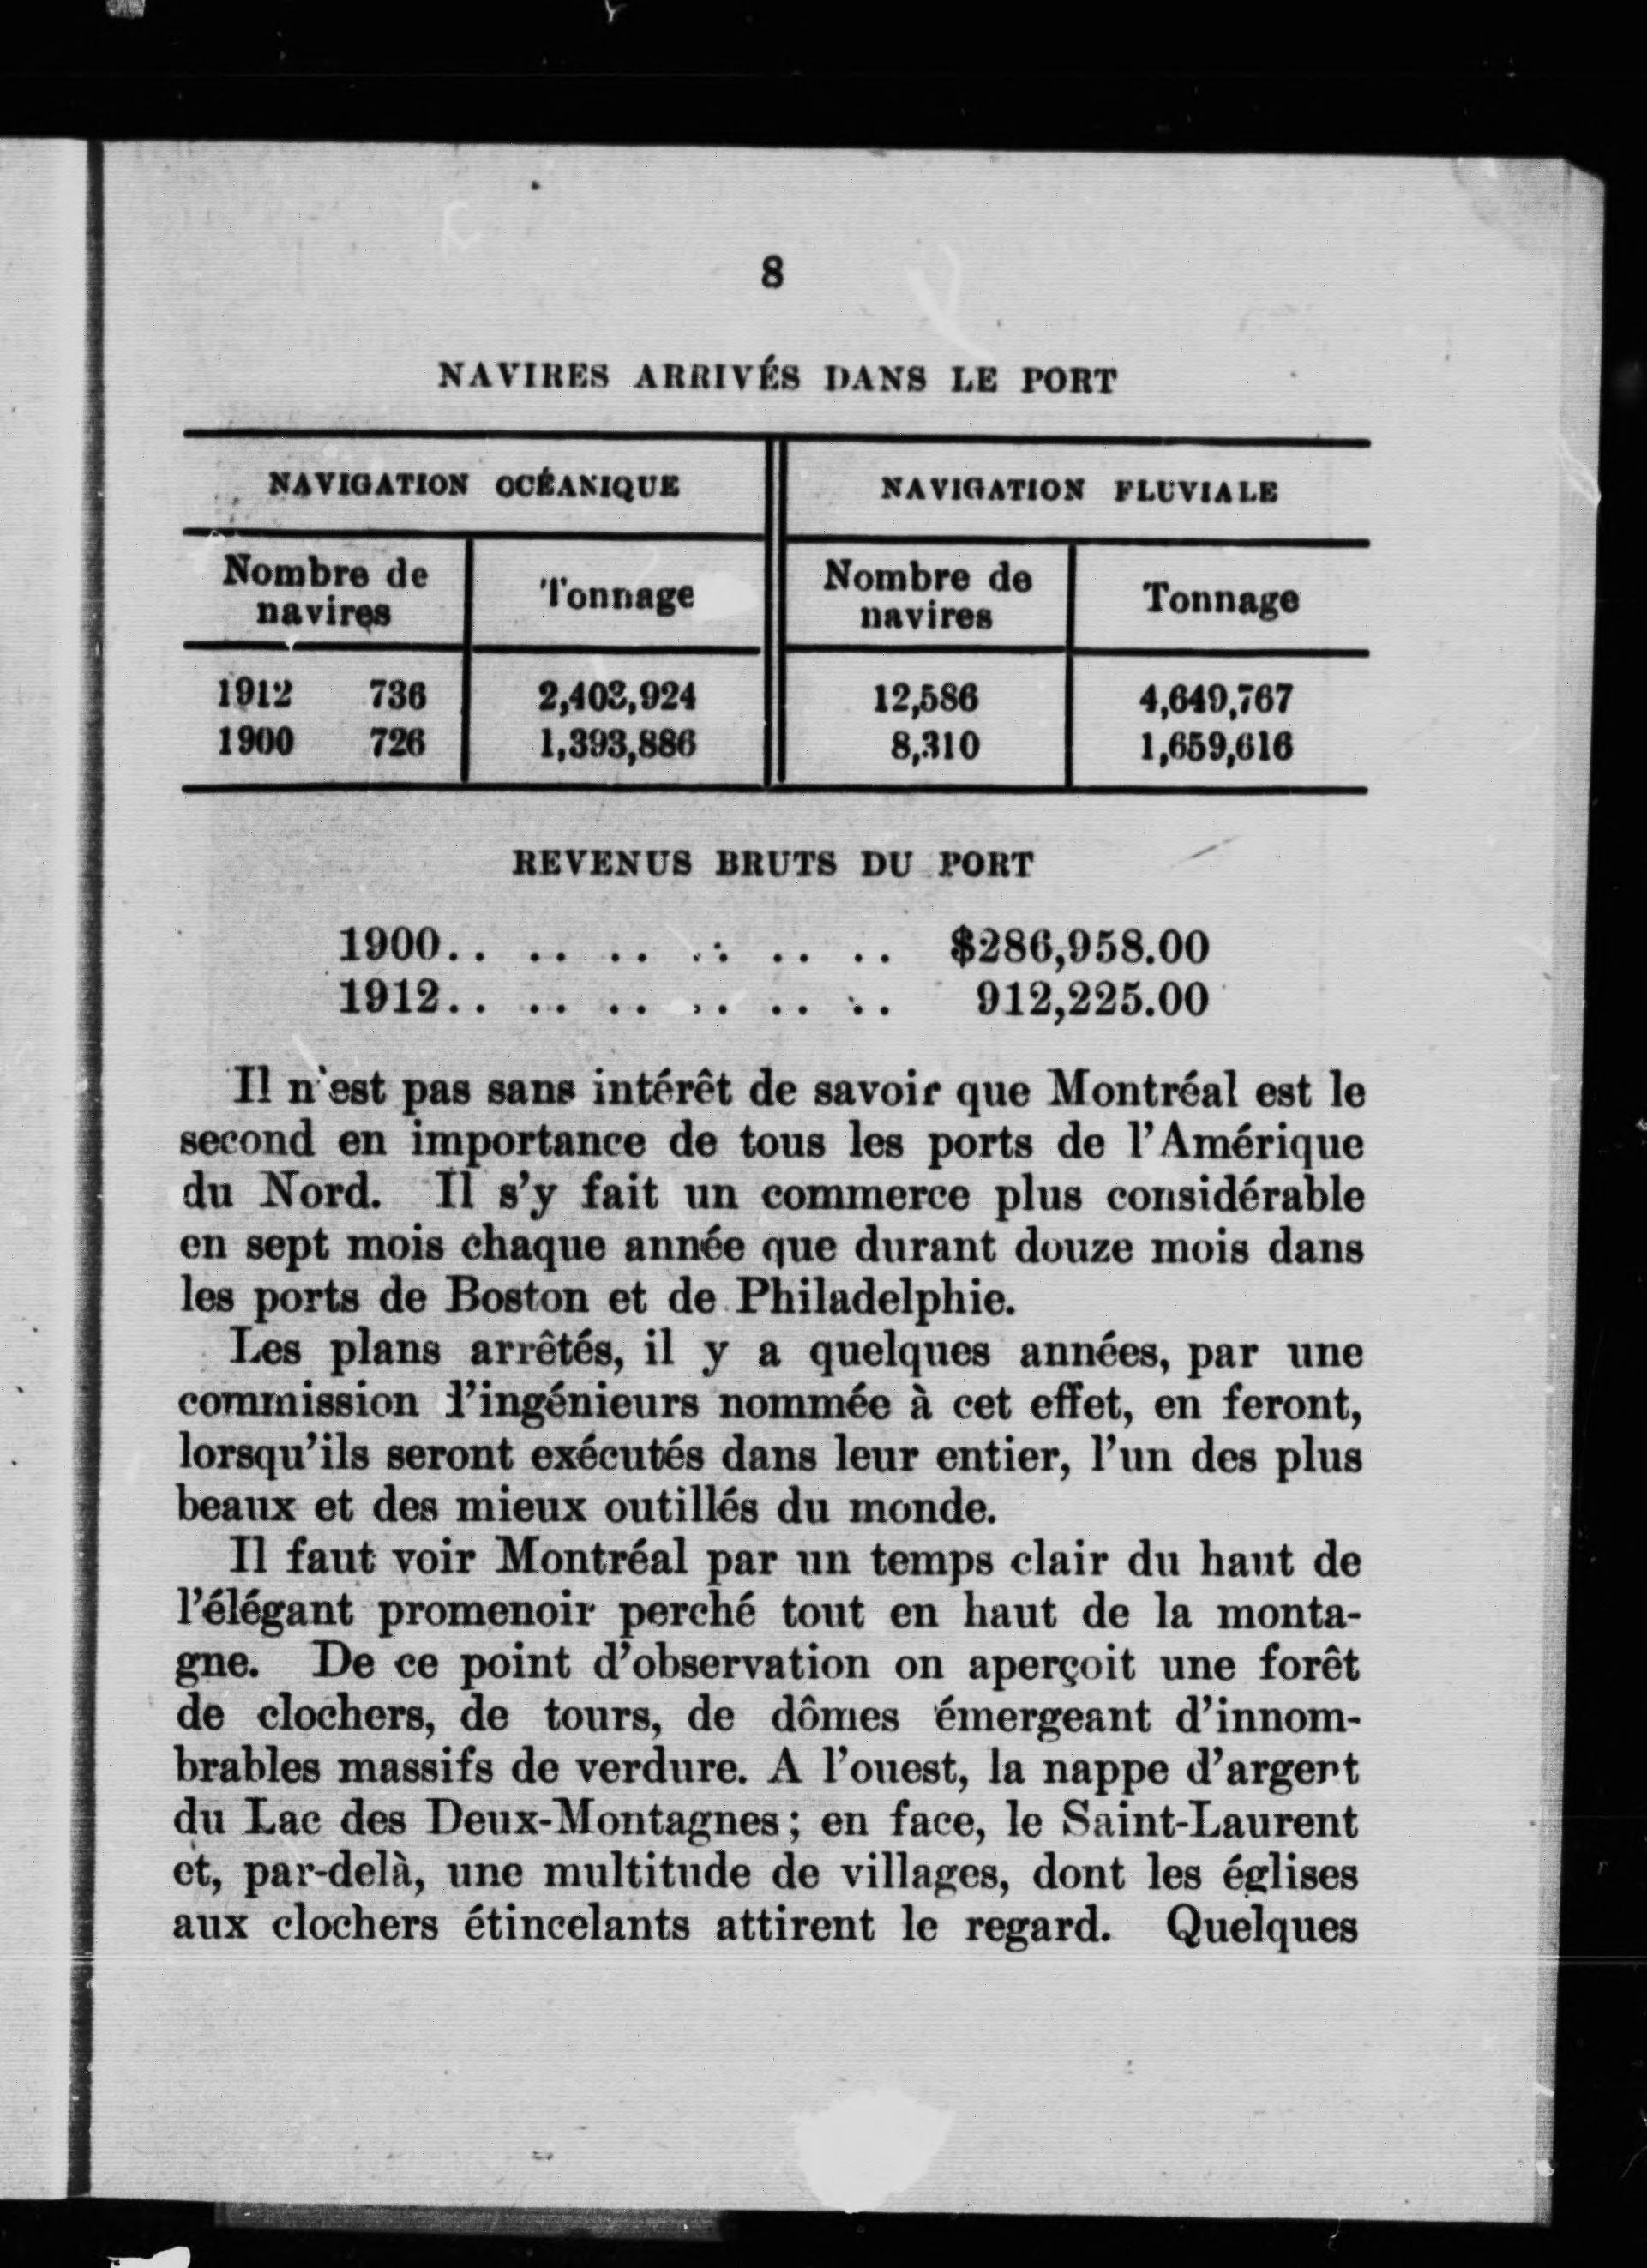 8
NAVIRES ARRIVÉS DANS LE PORT
NAVIGATION OCÉANIQUE NAVIGATION FLUVIALE
Nombre de navires Tonnage Nombre de navires Tonnage
1912 736 2,403,924 12,586 4,649,767
1900 726 1,393,886 8,310 1,659,616
REVENUS BRUTS DU PORT
1900.. .. .. .. .. .. $286,958.00
1912.. .. .. .. .. .. 912,225.00
Il n'est pas sans intérêt de savoir que Montréal est le
second en importance de tous les ports de l'Amérique
du Nord. Il s'y fait un commerce plus considérable
en sept mois chaque année que durant douze mois dans
les ports de Boston et de Philadelphie.
Les plans arrêtés, il y a quelques années, par une
commission d'ingénieurs nommée à cet effet, en feront,
lorsqu'ils seront exécutés dans leur entier, l'un des plus
beaux et des mieux outillés du monde.
Il faut voir Montréal par un temps clair du haut de
l'élégant promenoir perché tout en haut de la monta-
gne. De ce point d'observation on aperçoit une forêt
de clochers, de tours, de dômes émergeant d'innom-
brables massifs de verdure. A l'ouest, la nappe d'argent
du Lac des Deux-Montagnes; en face, le Saint-Laurent
et, par-delà, une multitude de villages, dont les églises
aux clochers étincelants attirent le regard. Quelques